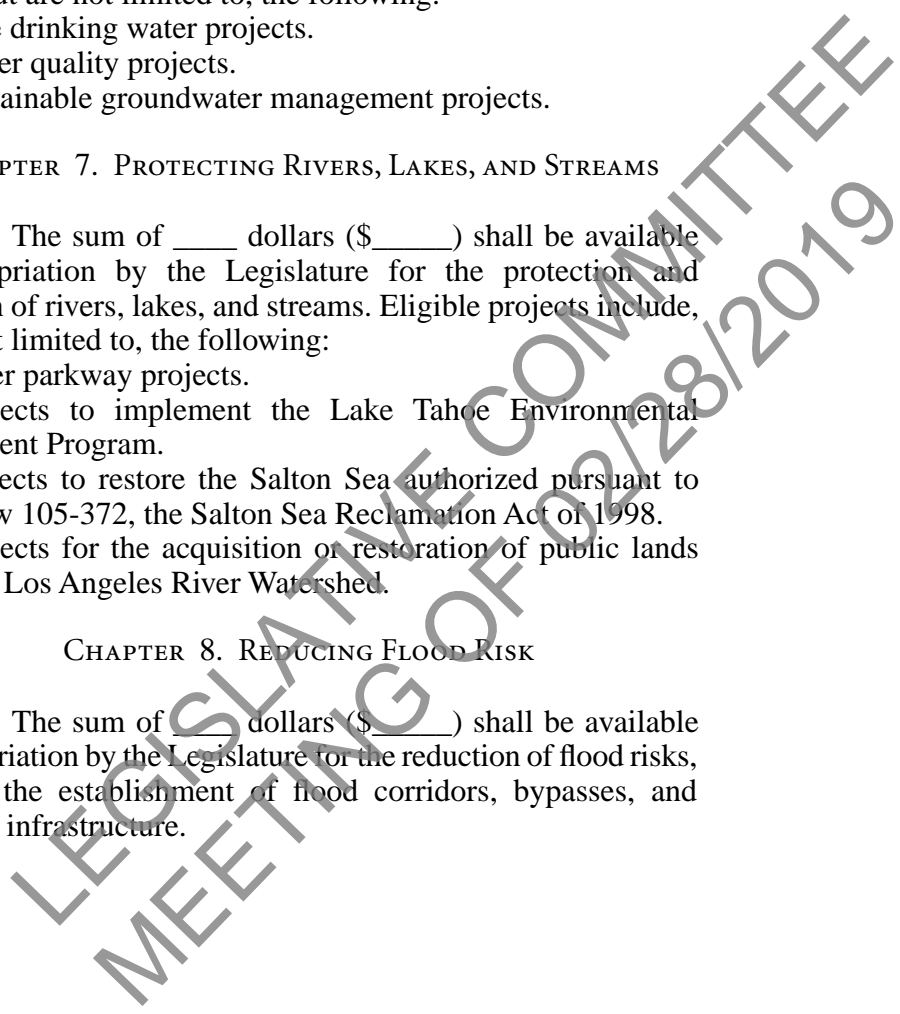 ut are not limited to, the following:
e drinking water projects.
er quality projects.
ainable groundwater management projects.
PTER 7. PROTECTING RIVERS, LAKES, AND STREAMS
The sum of ____ dollars ($_____) shall be available
priation by the Legislature for the protection and
n of rivers, lakes, and streams. Eligible projects include,
t limited to, the following:
er parkway projects.
ects to implement the Lake Tahoe Environmental
ent Program.
ects to restore the Salton Sea authorized pursuant to
w 105-372, the Salton Sea Reclamation Act of 1998.
ects for the acquisition or restoration of public lands
Los Angeles River Watershed.
CHAPTER 8. REDUCING FLOOD RISK
The sum of ____ dollars ($_____) shall be available
riation by the Legislature for the reduction of flood risks,
the establishment of flood corridors, bypasses, and
infrastructure.
LEGISLATIVE COMMITTEE
MEETING OF 02/28/2019